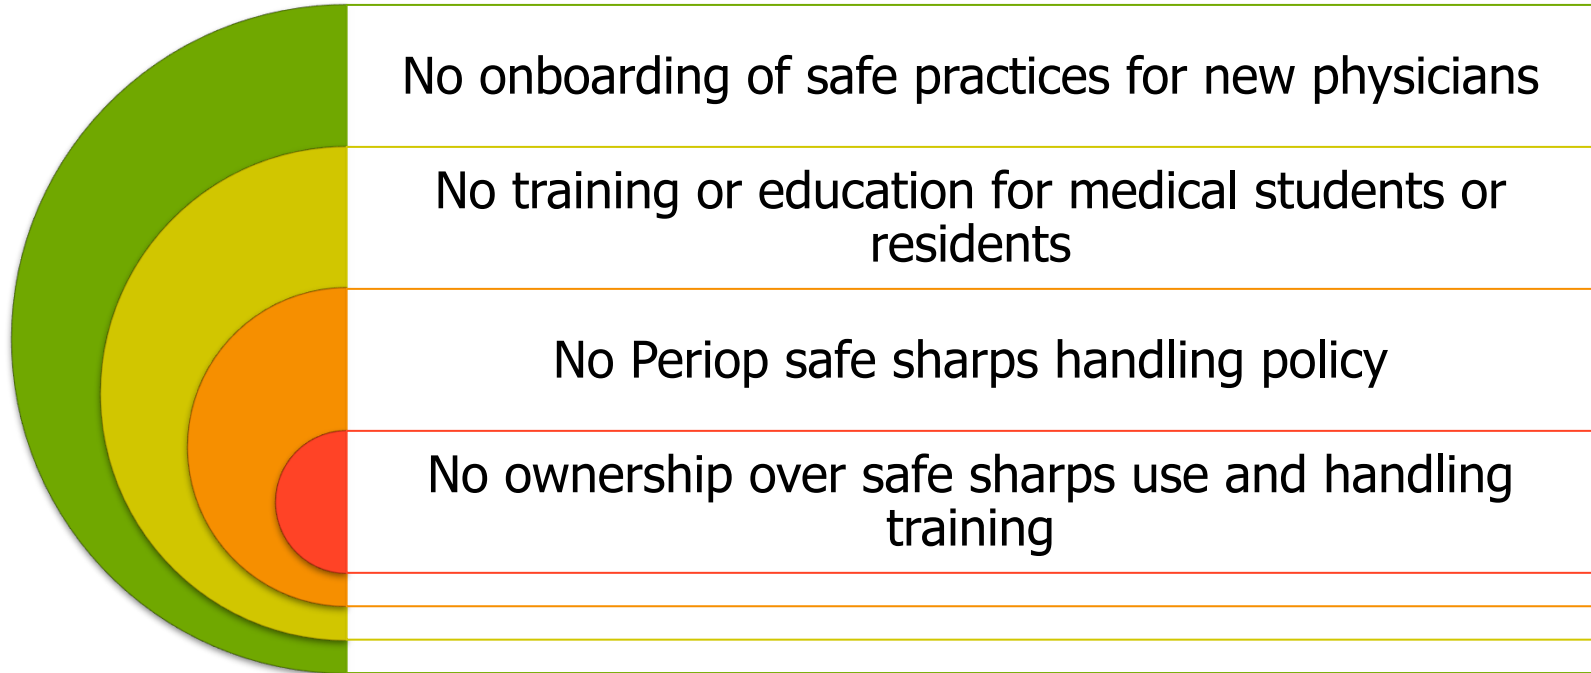 No onboarding of safe practices for new physicians
No training or education for medical students or
residents
No Periop safe sharps handling policy
No ownership over safe sharps use and handling
training